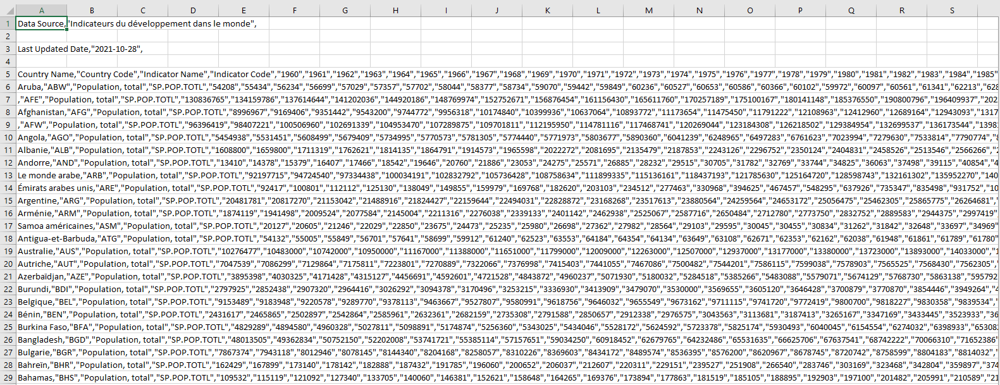 A B C D E F G H I J K L M N O P Q R S
1 Data Source,"Indicateurs du développement dans le monde",
2
3 Last Updated Date,"2021-10-28",
4
5 Country Name,"Country Code","Indicator Name","Indicator Code","1960","1961","1962","1963","1964","1965","1966","1967","1968","1969","1970","1971","1972","1973","1974","1975","1976","1977","1978","1979","1980","1981","1982","1983","1984","1985"
6 Aruba,"ABW","Population, total","SP.POP.TOTL","54208","55434","56234","56699","57029","57357","57702","58044","58377","58734","59070","59442","59849","60236","60527","60653","60586","60366","60102","59972","60097","60561","61341","62213","628
7 ,"AFE","Population, total","SP.POP.TOTL","130836765","134159786","137614644","141202036","144920186","148769974","152752671","156876454","161156430","165611760","170257189","175100167","180141148","185376550","190800796","196409937","202
8 Afghanistan,"AFG","Population, total","SP.POP.TOTL","8996967","9169406","9351442","9543200","9744772","9956318","10174840","10399936","10637064","10893772","11173654","11475450","11791222","12108963","12412960","12689164","12943093","1317
9 ,"AFW","Population, total","SP.POP.TOTL","96396419","98407221","100506960","102691339","104953470","107289875","109701811","112195950","114781116","117468741","120269044","123184308","126218502","129384954","132699537","136173544","1398
10 Angola,"AGO","Population, total","SP.POP.TOTL","5454938","5531451","5608499","5679409","5734995","5770573","5781305","5774440","5771973","5803677","5890360","6041239","6248965","6497283","6761623","7023994","7279630","7533814","7790774","8
11 Albanie,"ALB","Population, total","SP.POP.TOTL","1608800","1659800","1711319","1762621","1814135","1864791","1914573","1965598","2022272","2081695","2135479","2187853","2243126","2296752","2350124","2404831","2458526","2513546","2566266","2
12 Andorre,"AND","Population, total","SP.POP.TOTL","13410","14378","15379","16407","17466","18542","19646","20760","21886","23053","24275","25571","26885","28232","29515","30705","31782","32769","33744","34825","36063","37498","39115","40854","4
13 Le monde arabe,"ARB","Population, total","SP.POP.TOTL","92197715","94724540","97334438","100034191","102832792","105736428","108758634","111899335","115136161","118437193","121785630","125164720","128598743","132161302","135952270","140
14 Émirats arabes unis,"ARE","Population, total","SP.POP.TOTL","92417","100801","112112","125130","138049","149855","159979","169768","182620","203103","234512","277463","330968","394625","467457","548295","637926","735347","835498","931752","10
15 Argentine,"ARG","Population, total","SP.POP.TOTL","20481781","20817270","21153042","21488916","21824427","22159644","22494031","22828872","23168268","23517613","23880564","24259564","24653172","25056475","25462305","25865775","26264681",
16 Arménie,"ARM","Population, total","SP.POP.TOTL","1874119","1941498","2009524","2077584","2145004","2211316","2276038","2339133","2401142","2462938","2525067","2587716","2650484","2712780","2773750","2832752","2889583","2944375","2997419"
17 Samoa américaines,"ASM","Population, total","SP.POP.TOTL","20127","20605","21246","22029","22850","23675","24473","25235","25980","26698","27362","27982","28564","29103","29595","30045","30455","30834","31262","31842","32648","33697","34969"
18 Antigua-et-Barbuda,"ATG","Population, total","SP.POP.TOTL","54132","55005","55849","56701","57641","58699","59912","61240","62523","63553","64184","64354","64134","63649","63108","62671","62353","62162","62038","61948","61861","61789","61780"
19 Australie,"AUS","Population, total","SP.POP.TOTL","10276477","10483000","10742000","10950000","11167000","11388000","11651000","11799000","12009000","12263000","12507000","12937000","13177000","13380000","13723000","13893000","14033000","1
20 Autriche,"AUT","Population, total","SP.POP.TOTL","7047539","7086299","7129864","7175811","7223801","7270889","7322066","7376998","7415403","7441055","7467086","7500482","7544201","7586115","7599038","7578903","7565525","7568430","7562305",
21 Azerbaïdjan,"AZE","Population, total","SP.POP.TOTL","3895398","4030325","4171428","4315127","4456691","4592601","4721528","4843872","4960237","5071930","5180032","5284518","5385266","5483088","5579071","5674129","5768730","5863138","595792
22 Burundi,"BDI","Population, total","SP.POP.TOTL","2797925","2852438","2907320","2964416","3026292","3094378","3170496","3253215","3336930","3413909","3479070","3530000","3569655","3605120","3646428","3700879","3770870","3854446","3949264","4
23 Belgique,"BEL","Population, total","SP.POP.TOTL","9153489","9183948","9220578","9289770","9378113","9463667","9527808","9580991","9618756","9646032","9655549","9673162","9711115","9741720","9772419","9800700","9818227","9830358","9839534",
24 Bénin,"BEN","Population, total","SP.POP.TOTL","2431617","2465865","2502897","2542864","2585961","2632361","2682159","2735308","2791588","2850657","2912338","2976575","3043563","3113681","3187413","3265167","3347169","3433445","3523933","36
25 Burkina Faso,"BFA","Population, total","SP.POP.TOTL","4829289","4894580","4960328","5027811","5098891","5174874","5256360","5343025","5434046","5528172","5624592","5723378","5825174","5930493","6040045","6154554","6274032","6398933","65308
26 Bangladesh,"BGD","Population, total","SP.POP.TOTL","48013505","49362834","50752150","52202008","53741721","55385114","57157651","59034250","60918452","62679765","64232486","65531635","66625706","67637541","68742222","70066310","71652386"
27 Bulgarie,"BGR","Population, total","SP.POP.TOTL","7867374","7943118","8012946","8078145","8144340","8204168","8258057","8310226","8369603","8434172","8489574","8536395","8576200","8620967","8678745","8720742","8758599","8804183","8814032",
28 Bahreïn,"BHR","Population, total","SP.POP.TOTL","162429","167899","173140","178142","182888","187432","191785","196060","200652","206037","212607","220311","229151","239527","251908","266540","283746","303169","323468","342804","359897","374
29 Bahamas,"BHS","Population, total","SP.POP.TOTL","109532","115119","121092","127340","133705","140060","146381","152621","158648","164265","169376","173894","177863","181519","185105","188895","192903","197100","201482","205991","210589","21